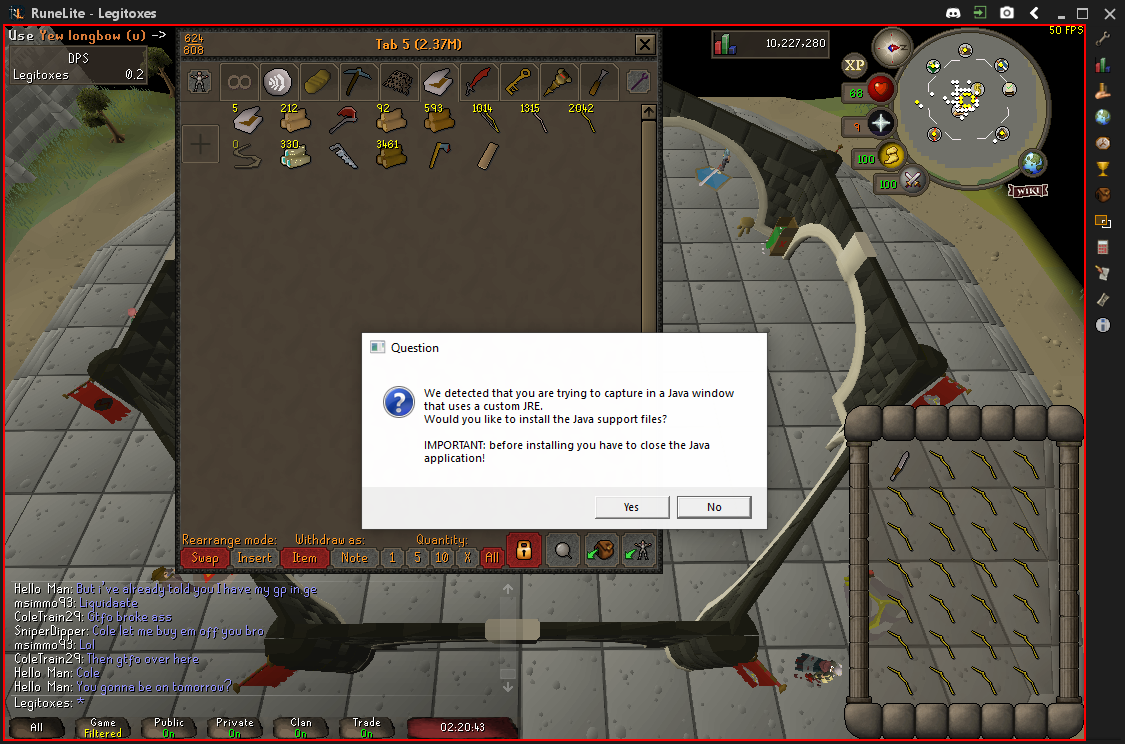 RuneLite - Legitoxes
50 FPS
Use Yew longbow (u) ->
DPS
Legitoxes 0.2
624
808
Tab 5 (2.37M)
10,227,280
XP
68
9
100
100
WIKI
5 212 92 593 1014 1315 2042
0 330 3461
Question
We detected that you are trying to capture in a Java window
that uses a custom JRE.
Would you like to install the Java support files?
IMPORTANT: before installing you have to close the Java
application!
Yes No
Rearrange mode: Withdraw as: Quantity:
Swap Insert Item Note 1 5 10 X All
Hello Man: But i've already told you I have my gp in ge
msimmo93: Liquidaate
ColeTrain29: Gtfo broke ass
SniperDipper: Cole let me buy em off you bro
msimmo93: Lol
ColeTrain29: Then gtfo over here
Hello Man: Cole
Hello Man: You gonna be on tomorrow?
Legitoxes: *
All Game Public Private Clan Trade 02:20:43
Filtered On On On On